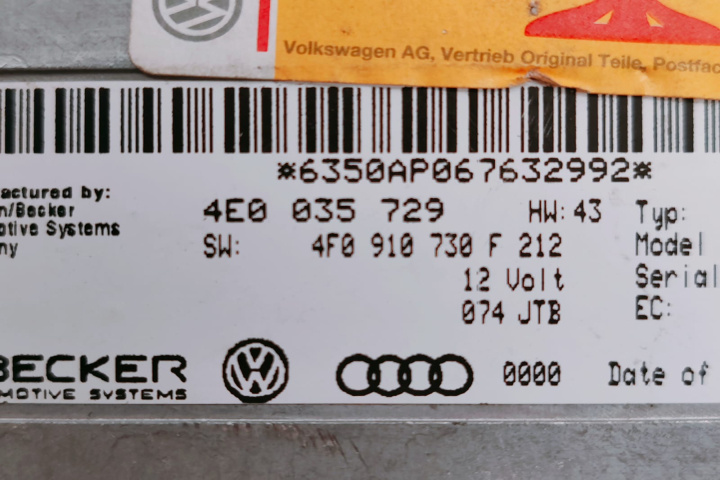 Volkswagen AG, Vertrieb Original Teile, Postfac
*6350AP067632992*
actured by:
n/Becker
otive Systems
ny
4E0 035 729 HW: 43
SW: 4F0 910 730 F 212
12 Volt
074 JTB
Typ:
Model
Serial
EC:
BECKER
MOTIVE SYSTEMS
0000 Date of